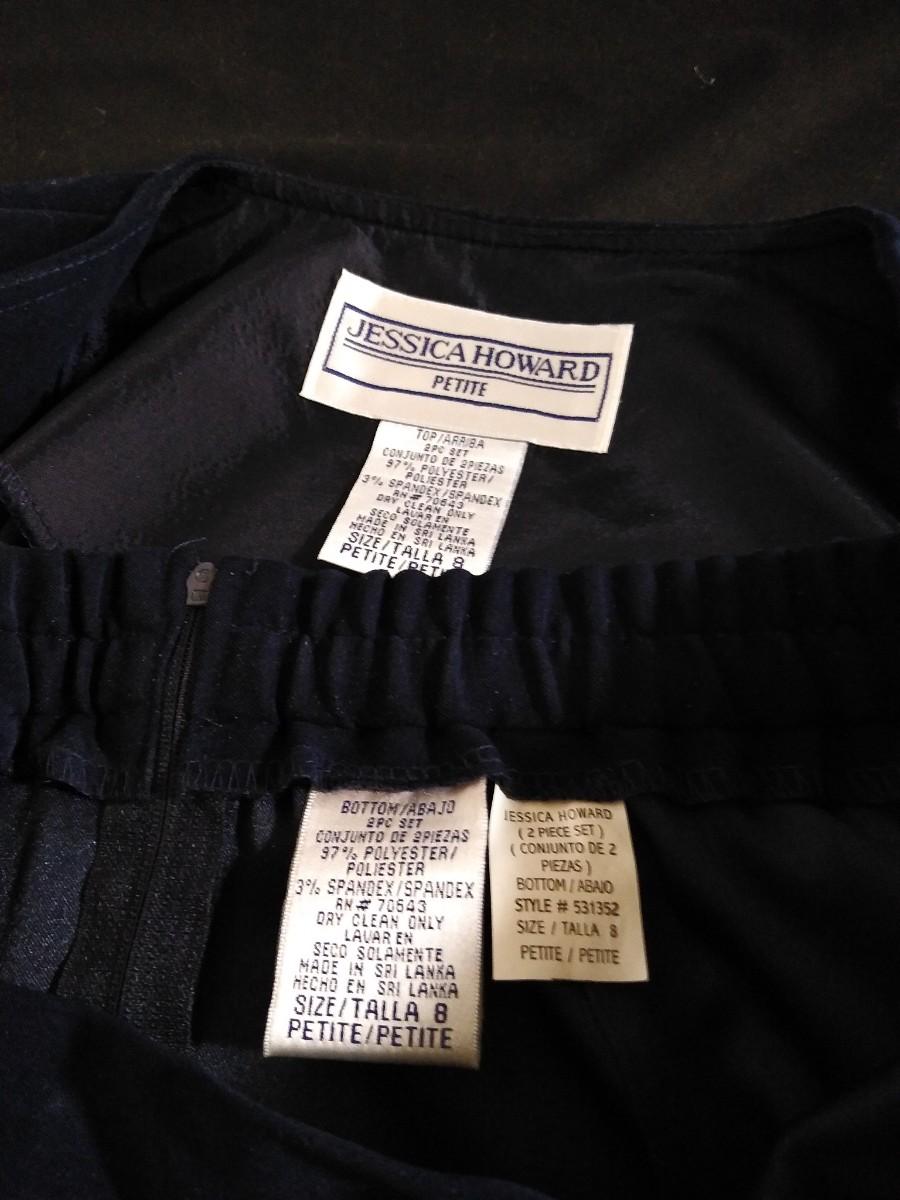 JESSICA HOWARD
PETITE
TOP/ARRIBA
2PC SET
CONJUNTO DE 2PIEZAS
97% POLYESTER/
POLIESTER
3% SPANDEX/SPANDEX
RN# 70643
DRY CLEAN ONLY
LAVAR EN
SECO SOLAMENTE
MADE IN SRI LANKA
HECHO EN SRI LANKA
SIZE/TALLA 8
PETITE/PETI
BOTTOM/ABAJO
2PC SET
CONJUNTO DE 2PIEZAS
97% POLYESTER/
POLIESTER
3% SPANDEX/SPANDEX
RN# 70643
DRY CLEAN ONLY
LAVAR EN
SECO SOLAMENTE
MADE IN SRI LANKA
HECHO EN SRI LANKA
SIZE/TALLA 8
PETITE/PETITE
JESSICA HOWARD
( 2 PIECE SET )
( CONJUNTO DE 2
PIEZAS )
BOTTOM / ABAJO
STYLE # 531352
SIZE / TALLA 8
PETITE / PETITE